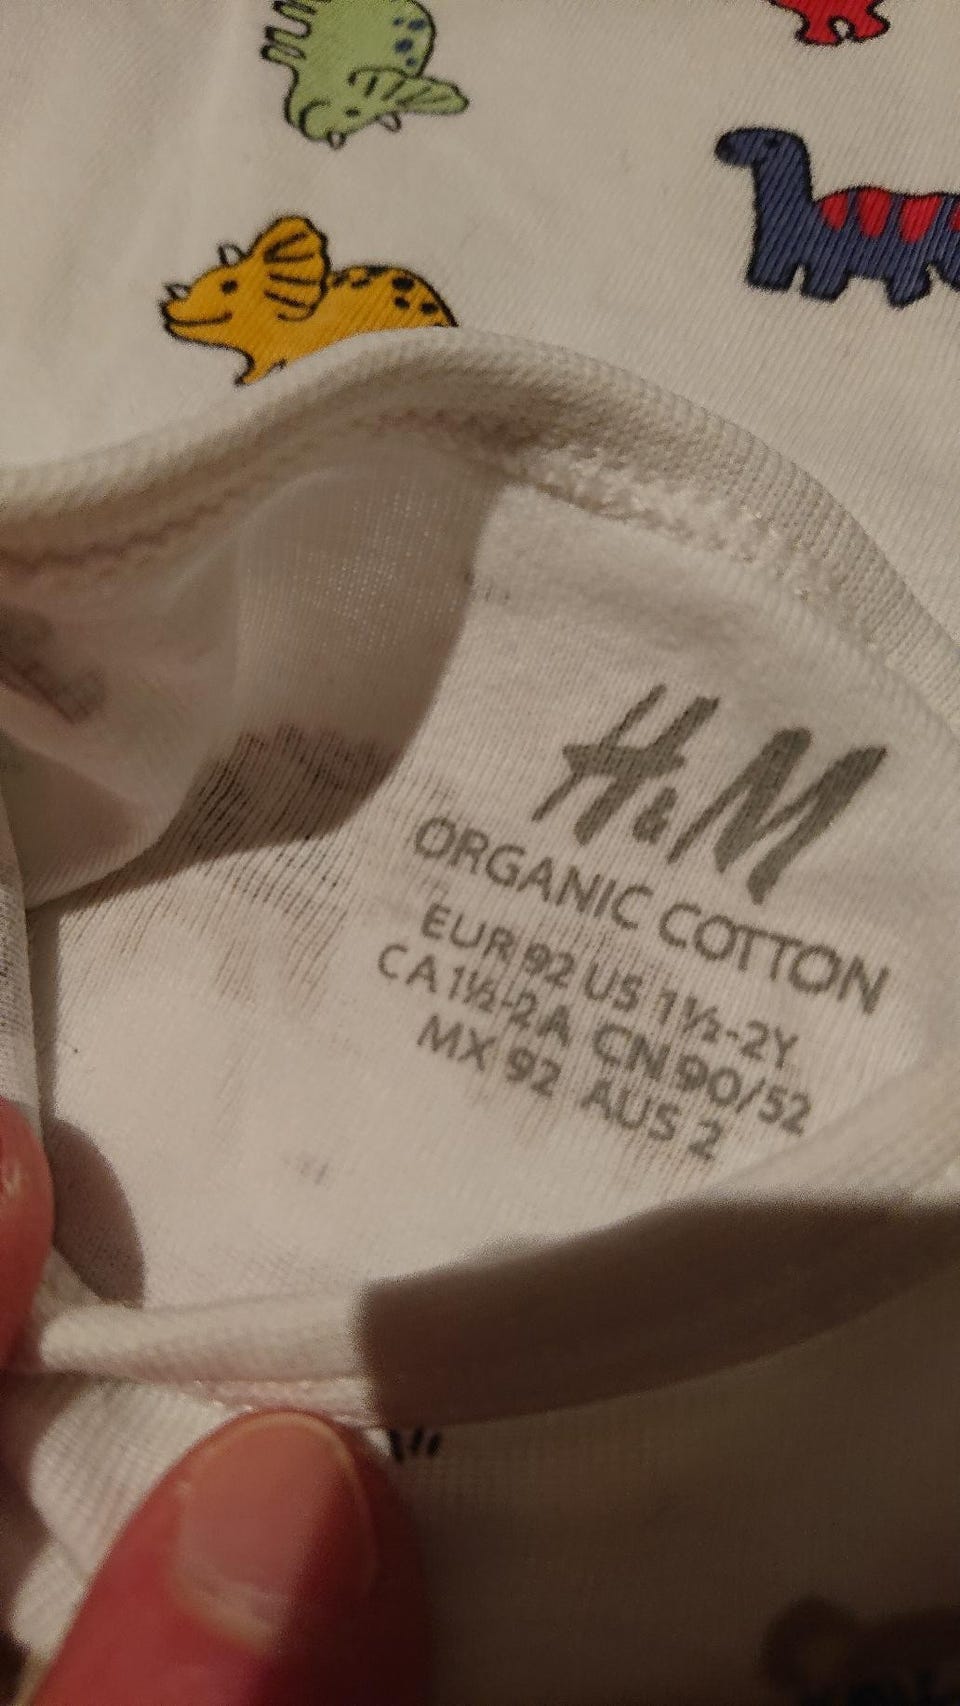 H&M
ORGANIC COTTON
EUR 92 US 1½-2Y
CA 1½-2A CN 90/52
MX 92 AUS 2